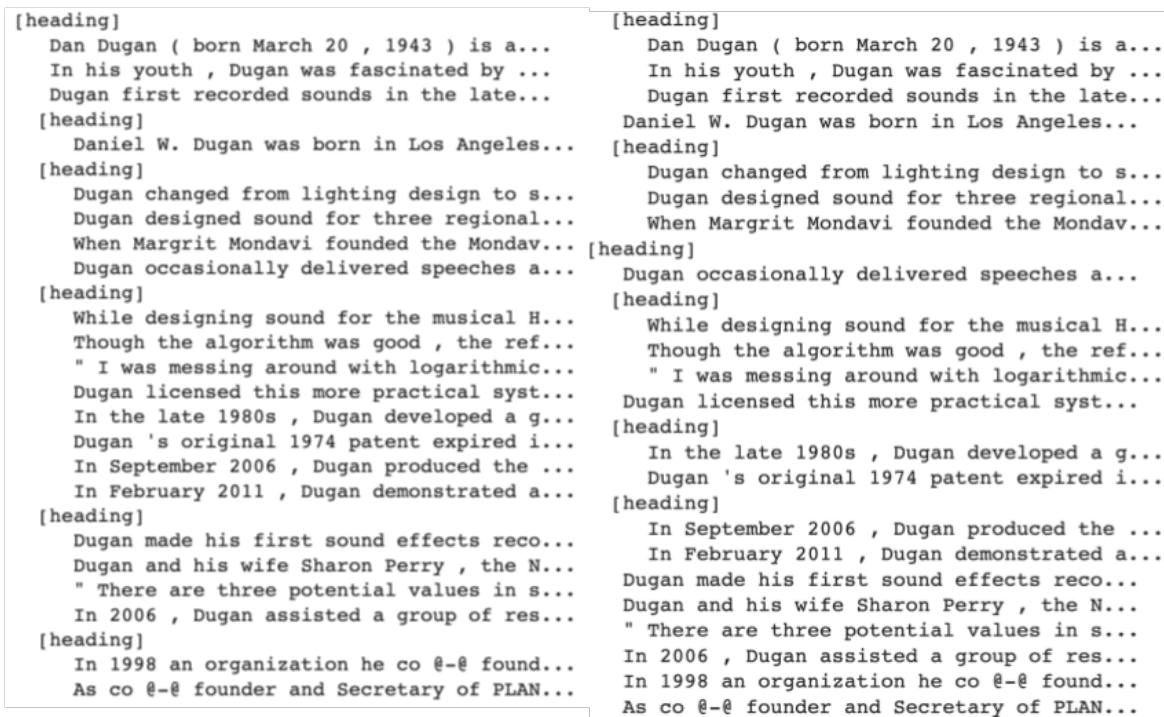 [heading]
Dan Dugan ( born March 20 , 1943 ) is a...
In his youth , Dugan was fascinated by ...
Dugan first recorded sounds in the late...
[heading]
Daniel W. Dugan was born in Los Angeles...
[heading]
Dugan changed from lighting design to s...
Dugan designed sound for three regional...
When Margrit Mondavi founded the Mondav...
Dugan occasionally delivered speeches a...
[heading]
While designing sound for the musical H...
Though the algorithm was good , the ref...
" I was messing around with logarithmic...
Dugan licensed this more practical syst...
In the late 1980s , Dugan developed a g...
Dugan 's original 1974 patent expired i...
In September 2006 , Dugan produced the ...
In February 2011 , Dugan demonstrated a...
[heading]
Dugan made his first sound effects reco...
Dugan and his wife Sharon Perry , the N...
" There are three potential values in s...
In 2006 , Dugan assisted a group of res...
[heading]
In 1998 an organization he co @-@ found...
As co @-@ founder and Secretary of PLAN...
[heading]
Dan Dugan ( born March 20 , 1943 ) is a...
In his youth , Dugan was fascinated by ...
Dugan first recorded sounds in the late...
Daniel W. Dugan was born in Los Angeles...
[heading]
Dugan changed from lighting design to s...
Dugan designed sound for three regional...
When Margrit Mondavi founded the Mondav...
[heading]
Dugan occasionally delivered speeches a...
[heading]
While designing sound for the musical H...
Though the algorithm was good , the ref...
" I was messing around with logarithmic...
Dugan licensed this more practical syst...
[heading]
In the late 1980s , Dugan developed a g...
Dugan 's original 1974 patent expired i...
[heading]
In September 2006 , Dugan produced the ...
In February 2011 , Dugan demonstrated a...
Dugan made his first sound effects reco...
Dugan and his wife Sharon Perry , the N...
" There are three potential values in s...
In 2006 , Dugan assisted a group of res...
In 1998 an organization he co @-@ found...
As co @-@ founder and Secretary of PLAN...